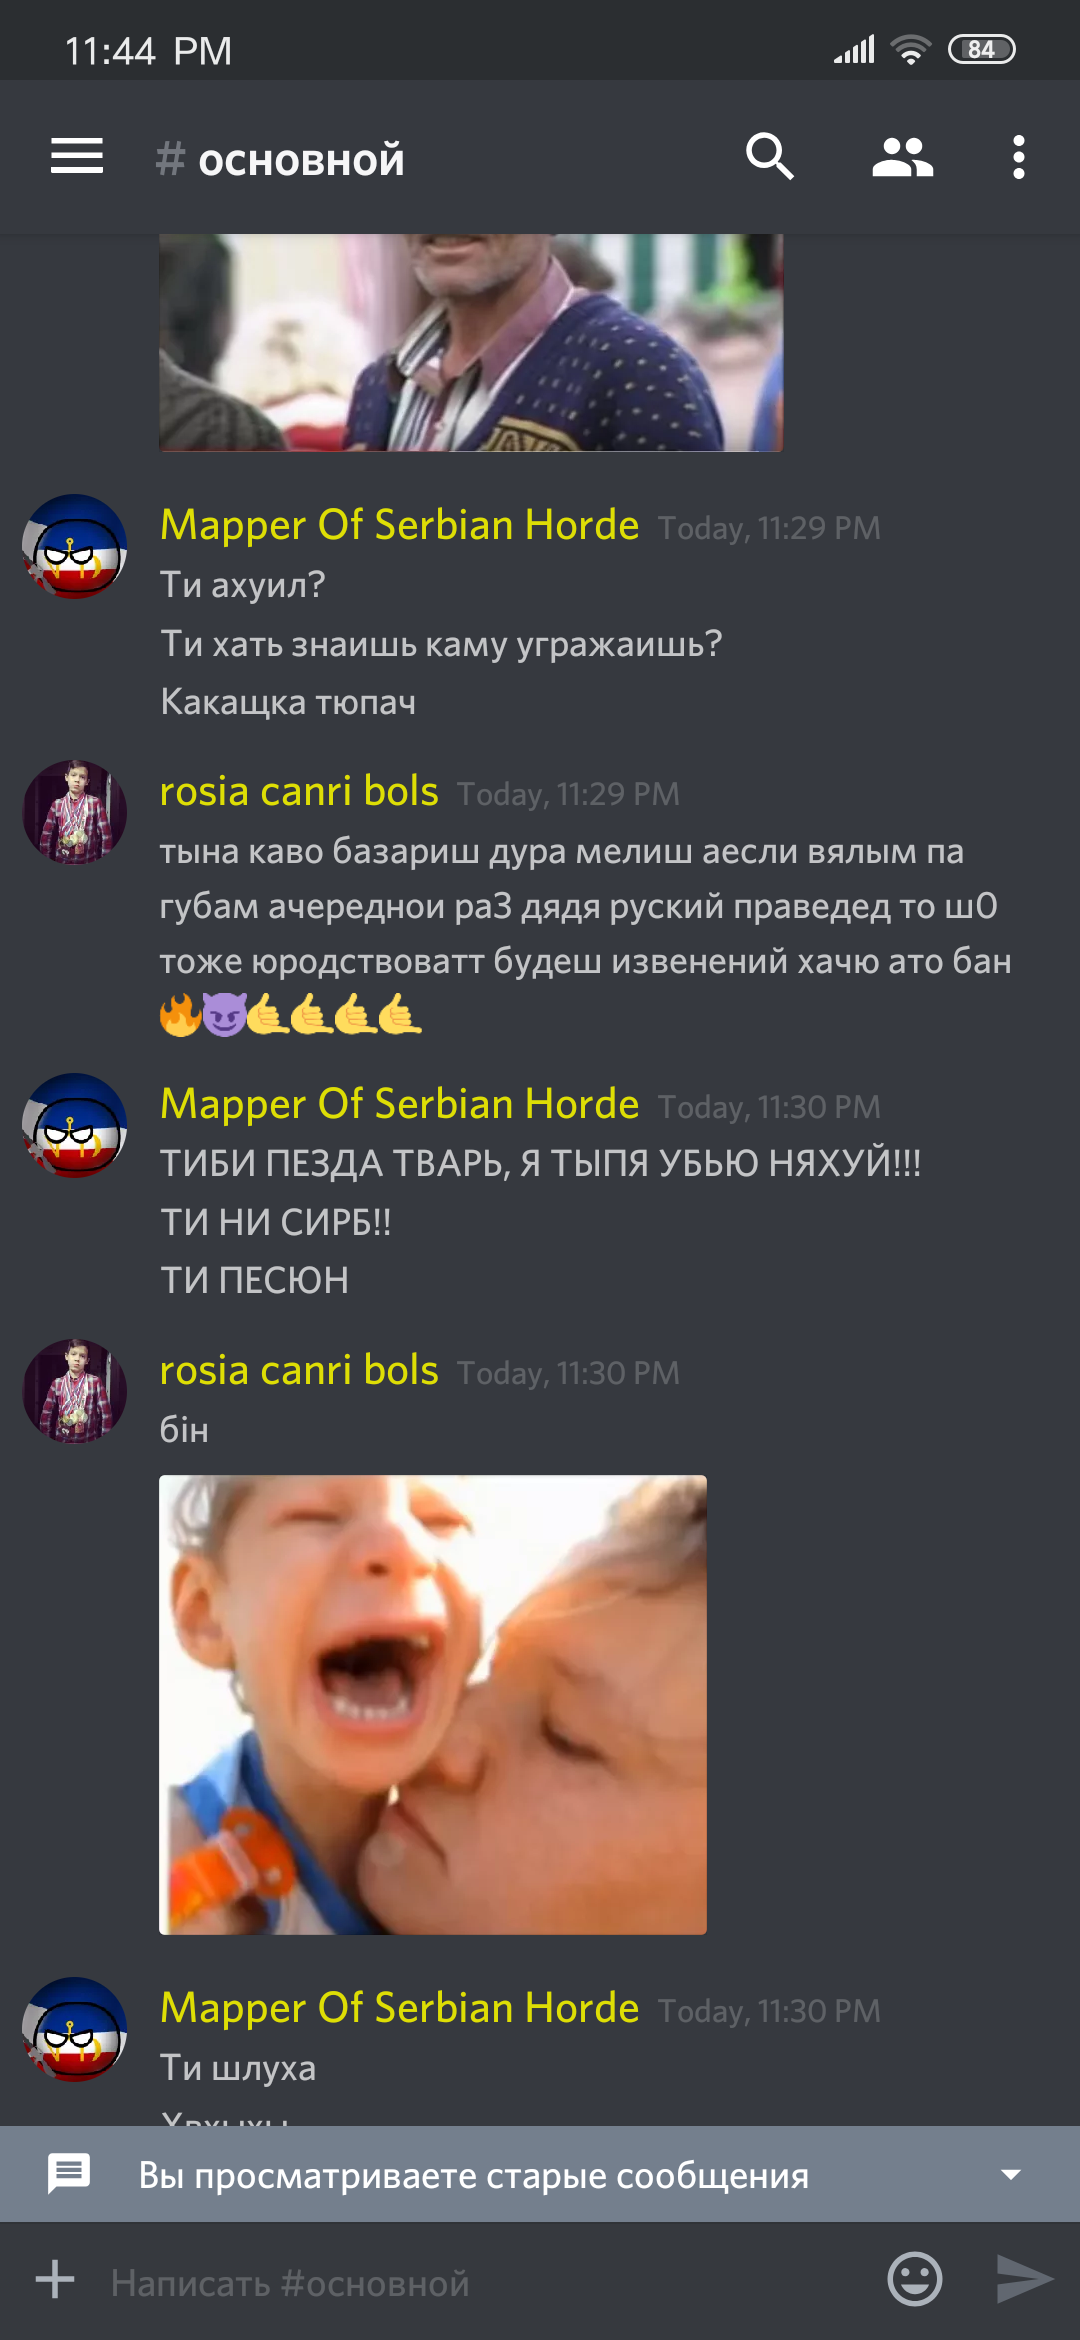 11:44 PM
84
# основной
Mapper Of Serbian Horde Today, 11:29 PM
Ти ахуил?
Ти хать знаишь каму угражаишь?
Какащка тюпач
rosia canri bols Today, 11:29 PM
тына каво базариш дура мелиш аесли вялым па
губам ачереднои ра3 дядя руский праведед то ш0
тоже юродствоватт будеш извенений хачю ато бан
🔥😈🤙🤙🤙🤙
Mapper Of Serbian Horde Today, 11:30 PM
ТИБИ ПЕЗДА ТВАРЬ, Я ТЫПЯ УБЬЮ НЯХУЙ!!!
ТИ НИ СИРБ!!
ТИ ПЕСЮН
rosia canri bols Today, 11:30 PM
бін
Mapper Of Serbian Horde Today, 11:30 PM
Ти шлуха
Вы просматриваете старые сообщения
Написать #основной